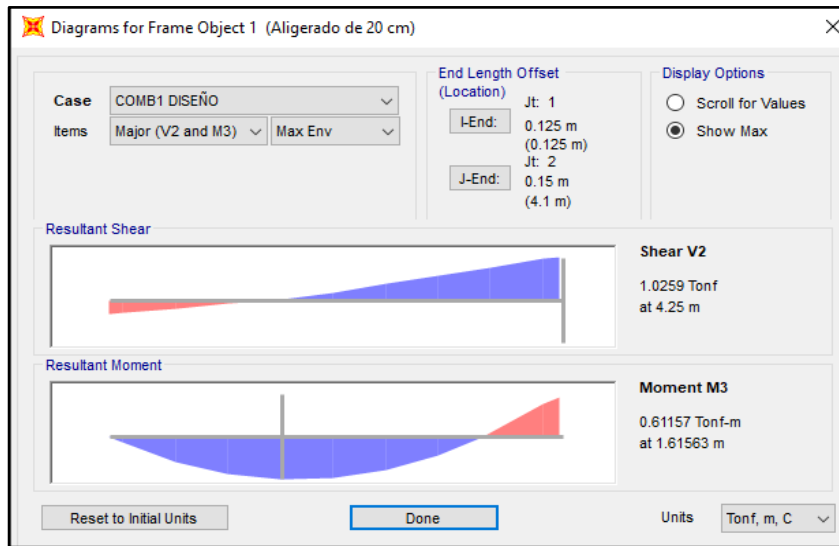 Diagrams for Frame Object 1 (Aligerado de 20 cm)
Case COMB1 DISEÑO
Items Major (V2 and M3) Max Env
End Length Offset
(Location)
Jt: 1
I-End: 0.125 m
(0.125 m)
Jt: 2
J-End: 0.15 m
(4.1 m)
Display Options
Scroll for Values
Show Max
Resultant Shear
Shear V2
1.0259 Tonf
at 4.25 m
Resultant Moment
Moment M3
0.61157 Tonf-m
at 1.61563 m
Reset to Initial Units Done Units Tonf, m, C